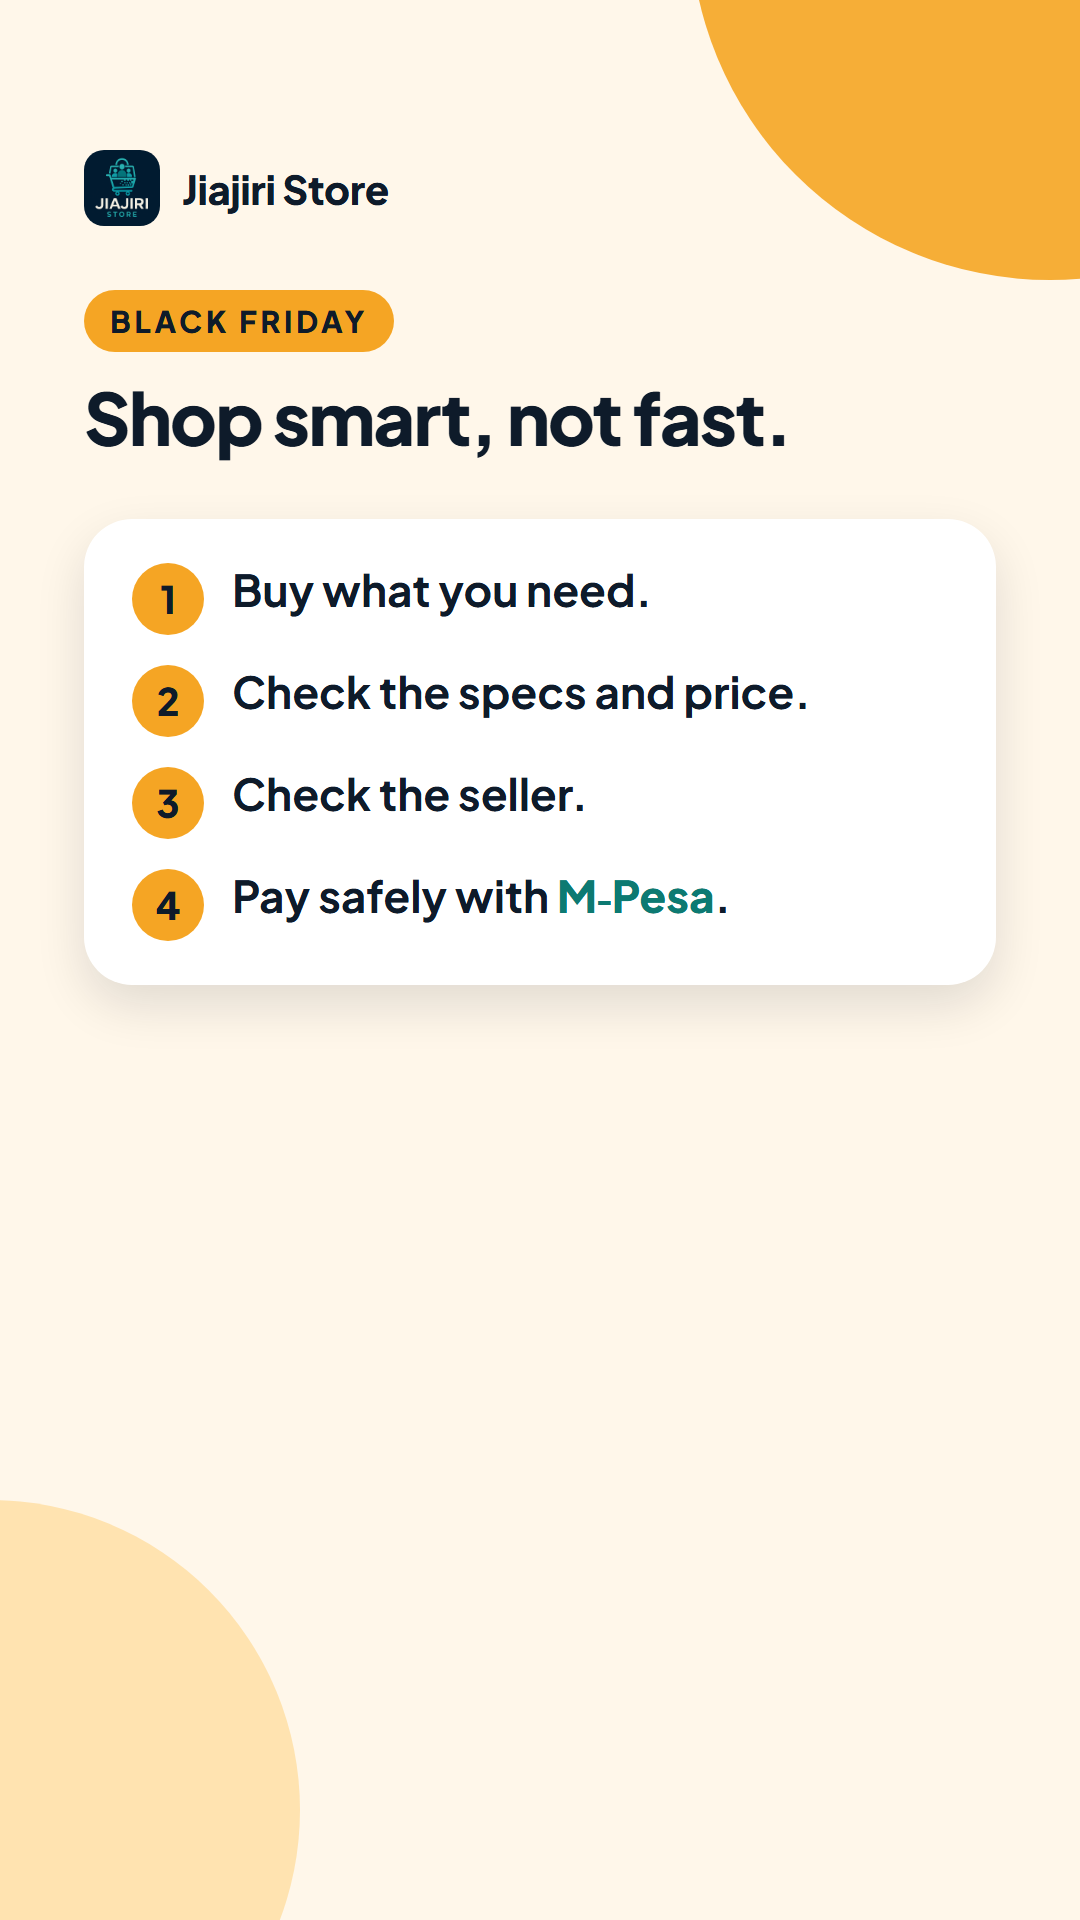 JIAJIRI
STORE
Jiajiri Store
BLACK FRIDAY
Shop smart, not fast.
1 Buy what you need.
2 Check the specs and price.
3 Check the seller.
4 Pay safely with M-Pesa.